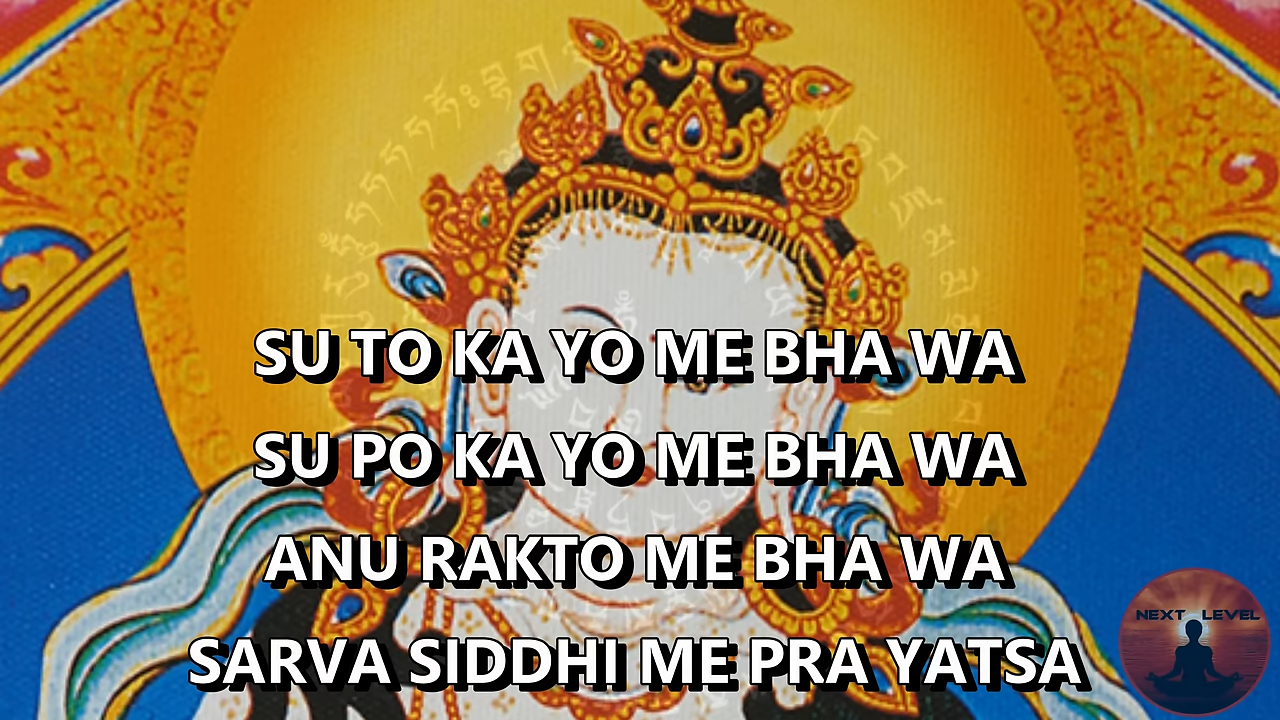 SU TO KA YO ME BHA WA
SU PO KA YO ME BHA WA
ANU RAKTO ME BHA WA
SARVA SIDDHI ME PRA YATSA
NEXT LEVEL